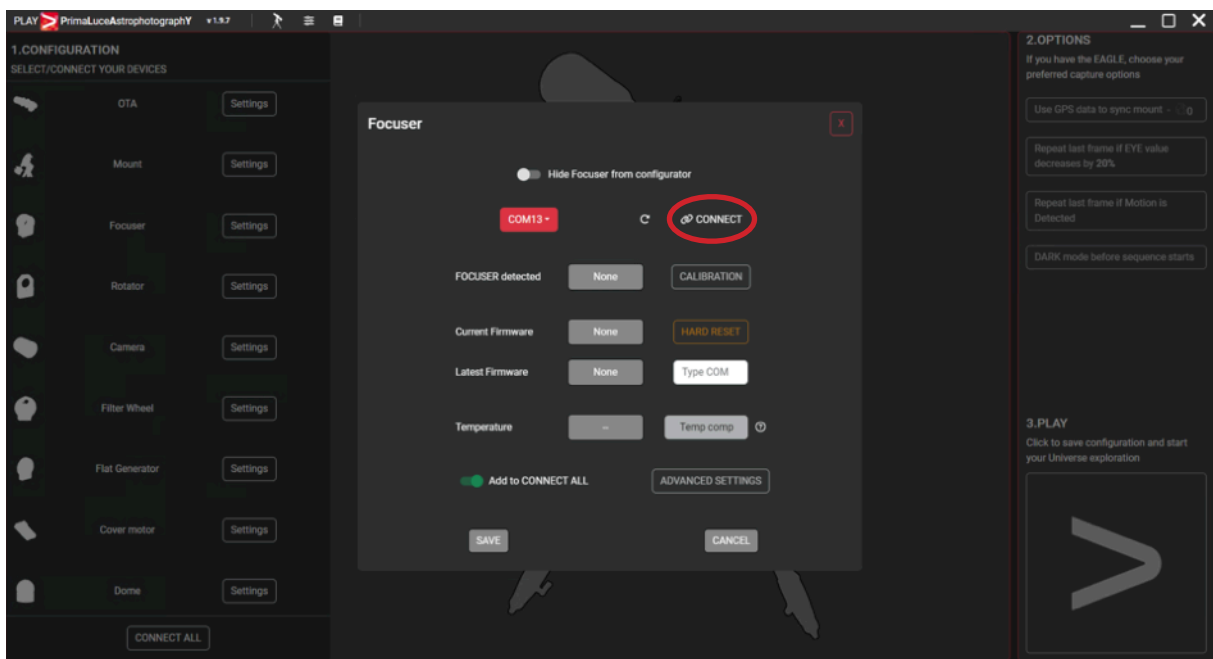 PLAY PrimaLuceAstrophotographY v1.9.7
1.CONFIGURATION
SELECT/CONNECT YOUR DEVICES
OTA Settings
Mount Settings
Focuser Settings
Rotator Settings
Camera Settings
Filter Wheel Settings
Flat Generator Settings
Cover motor Settings
Dome Settings
CONNECT ALL
Focuser X
Hide Focuser from configurator
COM13 CONNECT
FOCUSER detected None CALIBRATION
Current Firmware None HARD RESET
Latest Firmware None Type COM
Temperature – Temp comp
Add to CONNECT ALL ADVANCED SETTINGS
SAVE CANCEL
2.OPTIONS
If you have the EAGLE, choose your
preferred capture options
Use GPS data to sync mount -
Repeat last frame if EYE value
decreases by 20%
Repeat last frame if Motion is
Detected
DARK mode before sequence starts
3.PLAY
Click to save configuration and start
your Universe exploration